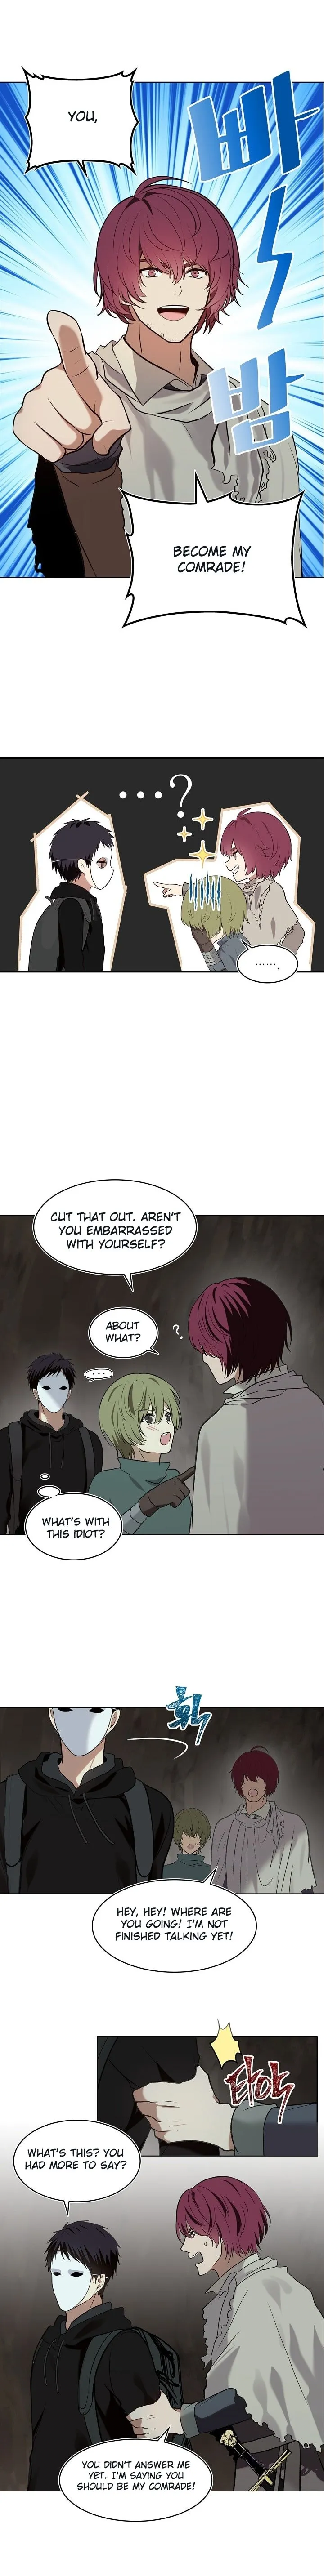 YOU,
빠
밤
BECOME MY
COMRADE!
...?
.......
CUT THAT OUT. AREN'T
YOU EMBARRASSED
WITH YOURSELF?
ABOUT
WHAT?
?
...
WHAT'S WITH
THIS IDIOT?
휙
HEY, HEY! WHERE ARE
YOU GOING! I'M NOT
FINISHED TALKING YET!
WHAT'S THIS? YOU
HAD MORE TO SAY?
YOU DIDN'T ANSWER ME
YET. I'M SAYING YOU
SHOULD BE MY COMRADE!